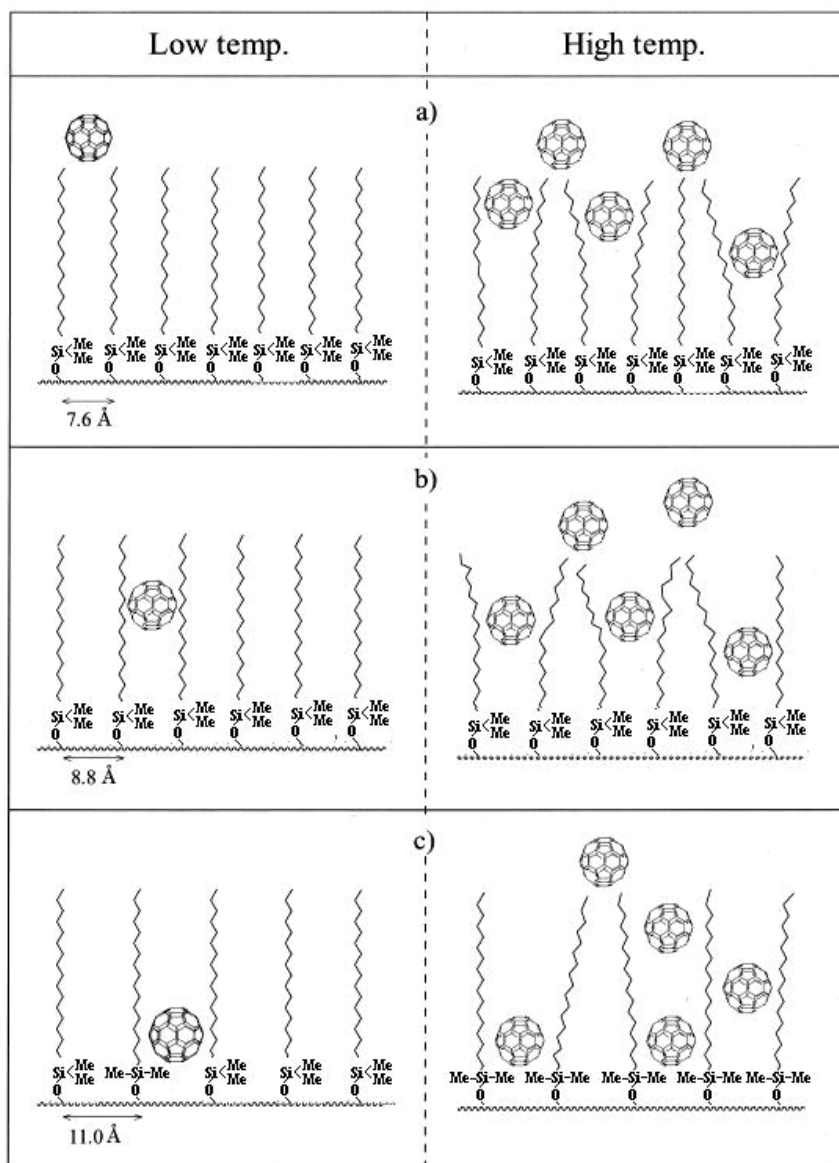 Low temp.
High temp.
a)
Me Me Me Me Me Me Me
Si Si Si Si Si Si Si
Me Me Me Me Me Me Me
O O O O O O O
7.6 Å
Me Me Me Me Me Me Me
Si Si Si Si Si Si Si
Me Me Me Me Me Me Me
O O O O O O O
b)
Me Me Me Me Me Me
Si Si Si Si Si Si
Me Me Me Me Me Me
O O O O O O
8.8 Å
Me Me Me Me Me Me
Si Si Si Si Si Si
Me Me Me Me Me Me
O O O O O O
c)
Me Me Me Me
Si Me-Si-Me Si Si Si
Me Me Me Me
O O O O O
11.0 Å
Me-Si-Me Me-Si-Me Me-Si-Me Me-Si-Me Me-Si-Me
O O O O O